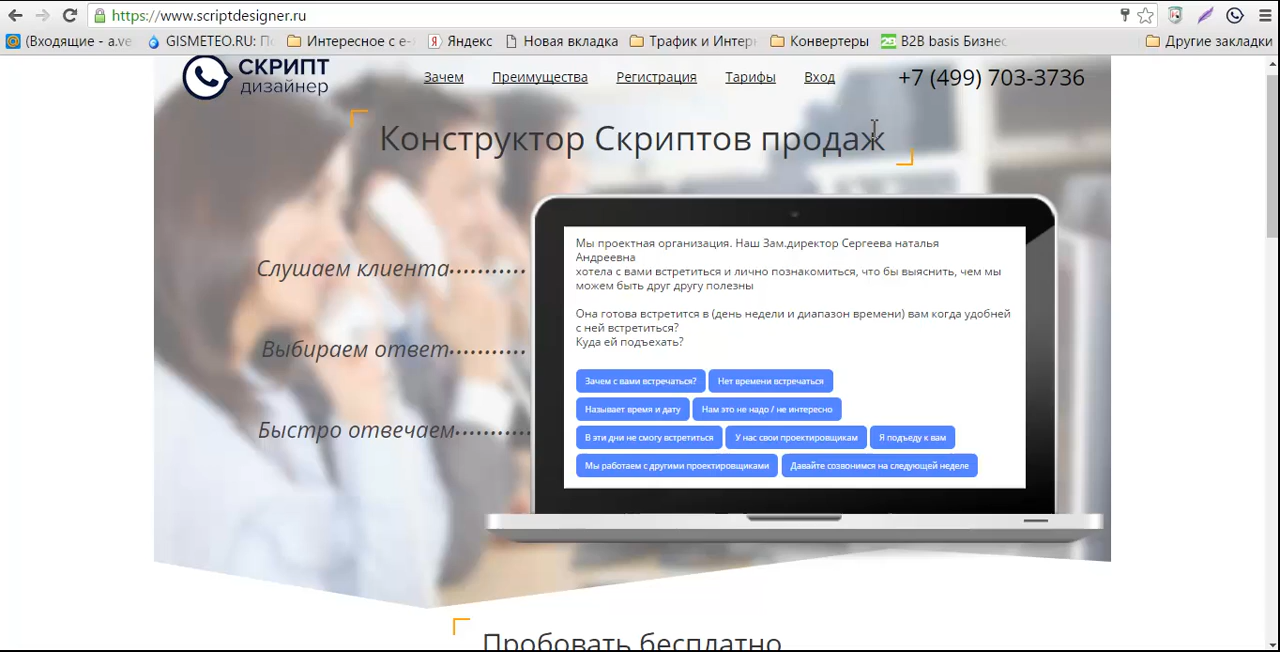 https://www.scriptdesigner.ru
(Входящие - a.ve
GISMETEO.RU: П
Интересное с е-
Яндекс
Новая вкладка
Трафик и Интер
Конвертеры
B2B basis Бизнес
Другие закладки
СКРИПТ
дизайнер
Зачем
Преимущества
Регистрация
Тарифы
Вход
+7 (499) 703-3736
Конструктор Скриптов продаж
Слушаем клиента
Выбираем ответ
Быстро отвечаем
Мы проектная организация. Наш Зам.директор Сергеева наталья
Андреевна
хотела с вами встретиться и лично познакомиться, что бы выяснить, чем мы
можем быть друг другу полезны
Она готова встретится в (день недели и диапазон времени) вам когда удобней
с ней встретиться?
Куда ей подъехать?
Зачем с вами встречаться?
Нет времени встречаться
Называет время и дату
Нам это не надо / не интересно
В эти дни не смогу встретиться
У нас свои проектировщикам
Я подъеду к вам
Мы работаем с другими проектировщиками
Давайте созвонимся на следующей неделе
Пробовать бесплатно